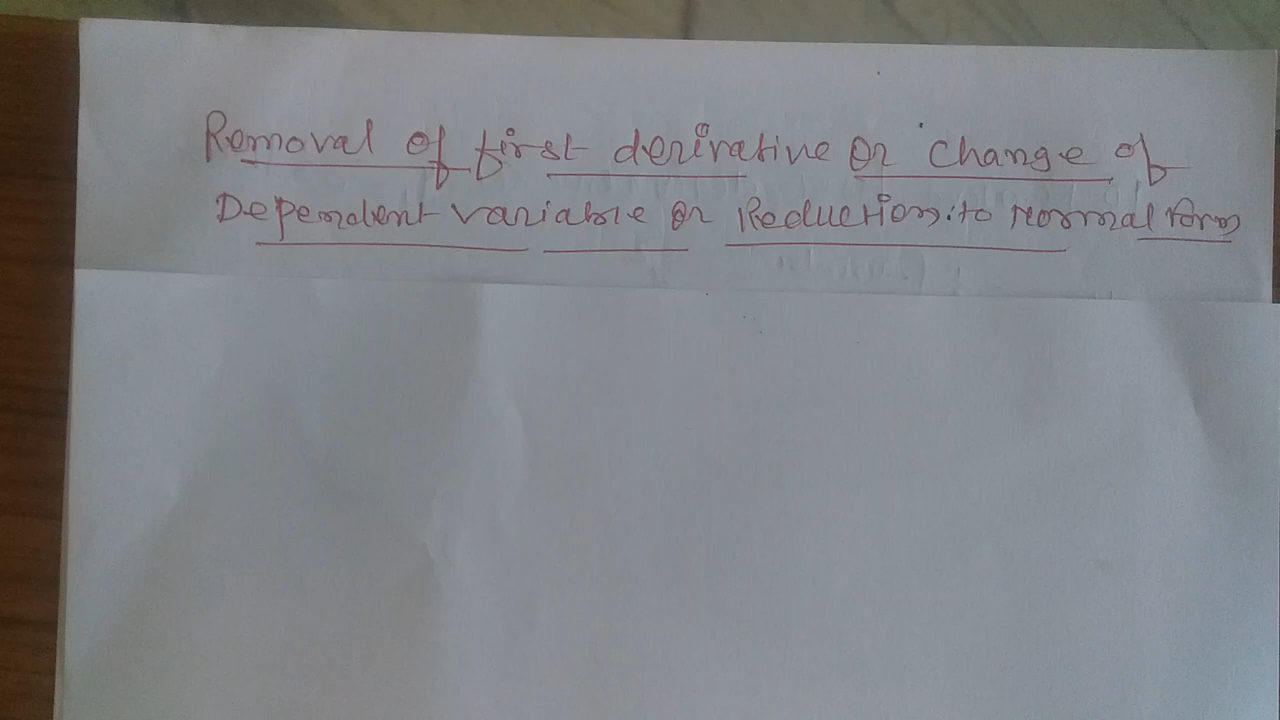 Removal of first derivative or change of
Dependent variable or Reduction to normal form